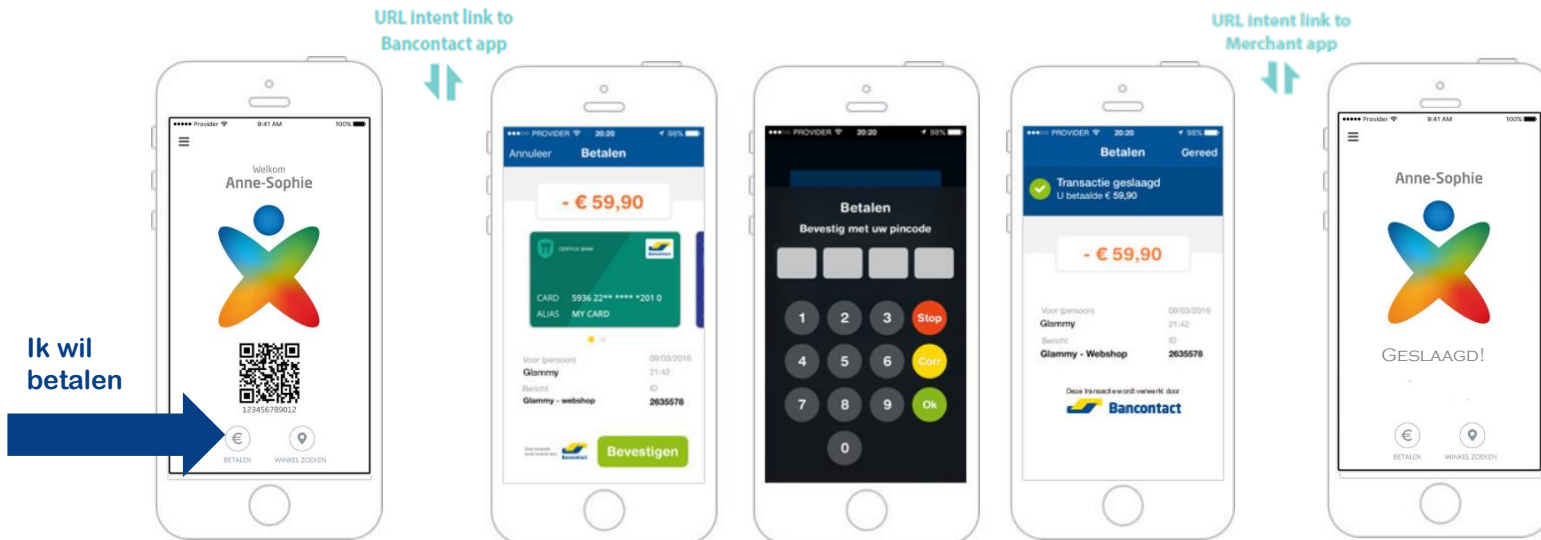 URL intent link to
Bancontact app
URL intent link to
Merchant app
Ik wil
betalen
Provider 9:41 AM 100%
Welkom
Anne-Sophie
123456789012
€
BETALEN WINKEL ZOEKEN
PROVIDER 20:20 98%
Annuleer Betalen
- € 59,90
CERTICA BANK
Bancontact
CARD 5936 22** **** *201 0
ALIAS MY CARD
Voor (persoon) 09/03/2016
Glammy 21:42
Bericht ID
Glammy - webshop 2635578
Bancontact
Bevestigen
PROVIDER 20:20 98%
Betalen
Bevestig met uw pincode
1 2 3 Stop
4 5 6 Corr
7 8 9 Ok
0
PROVIDER 20:20 98%
Betalen Gereed
Transactie geslaagd
U betaalde € 59,90
- € 59,90
Voor (persoon) 09/03/2016
Glammy 21:42
Bericht ID
Glammy - Webshop 2635578
Deze transactie wordt verwerkt door
Bancontact
Provider 9:41 AM 100%
Anne-Sophie
GESLAAGD!
€
BETALEN WINKEL ZOEKEN